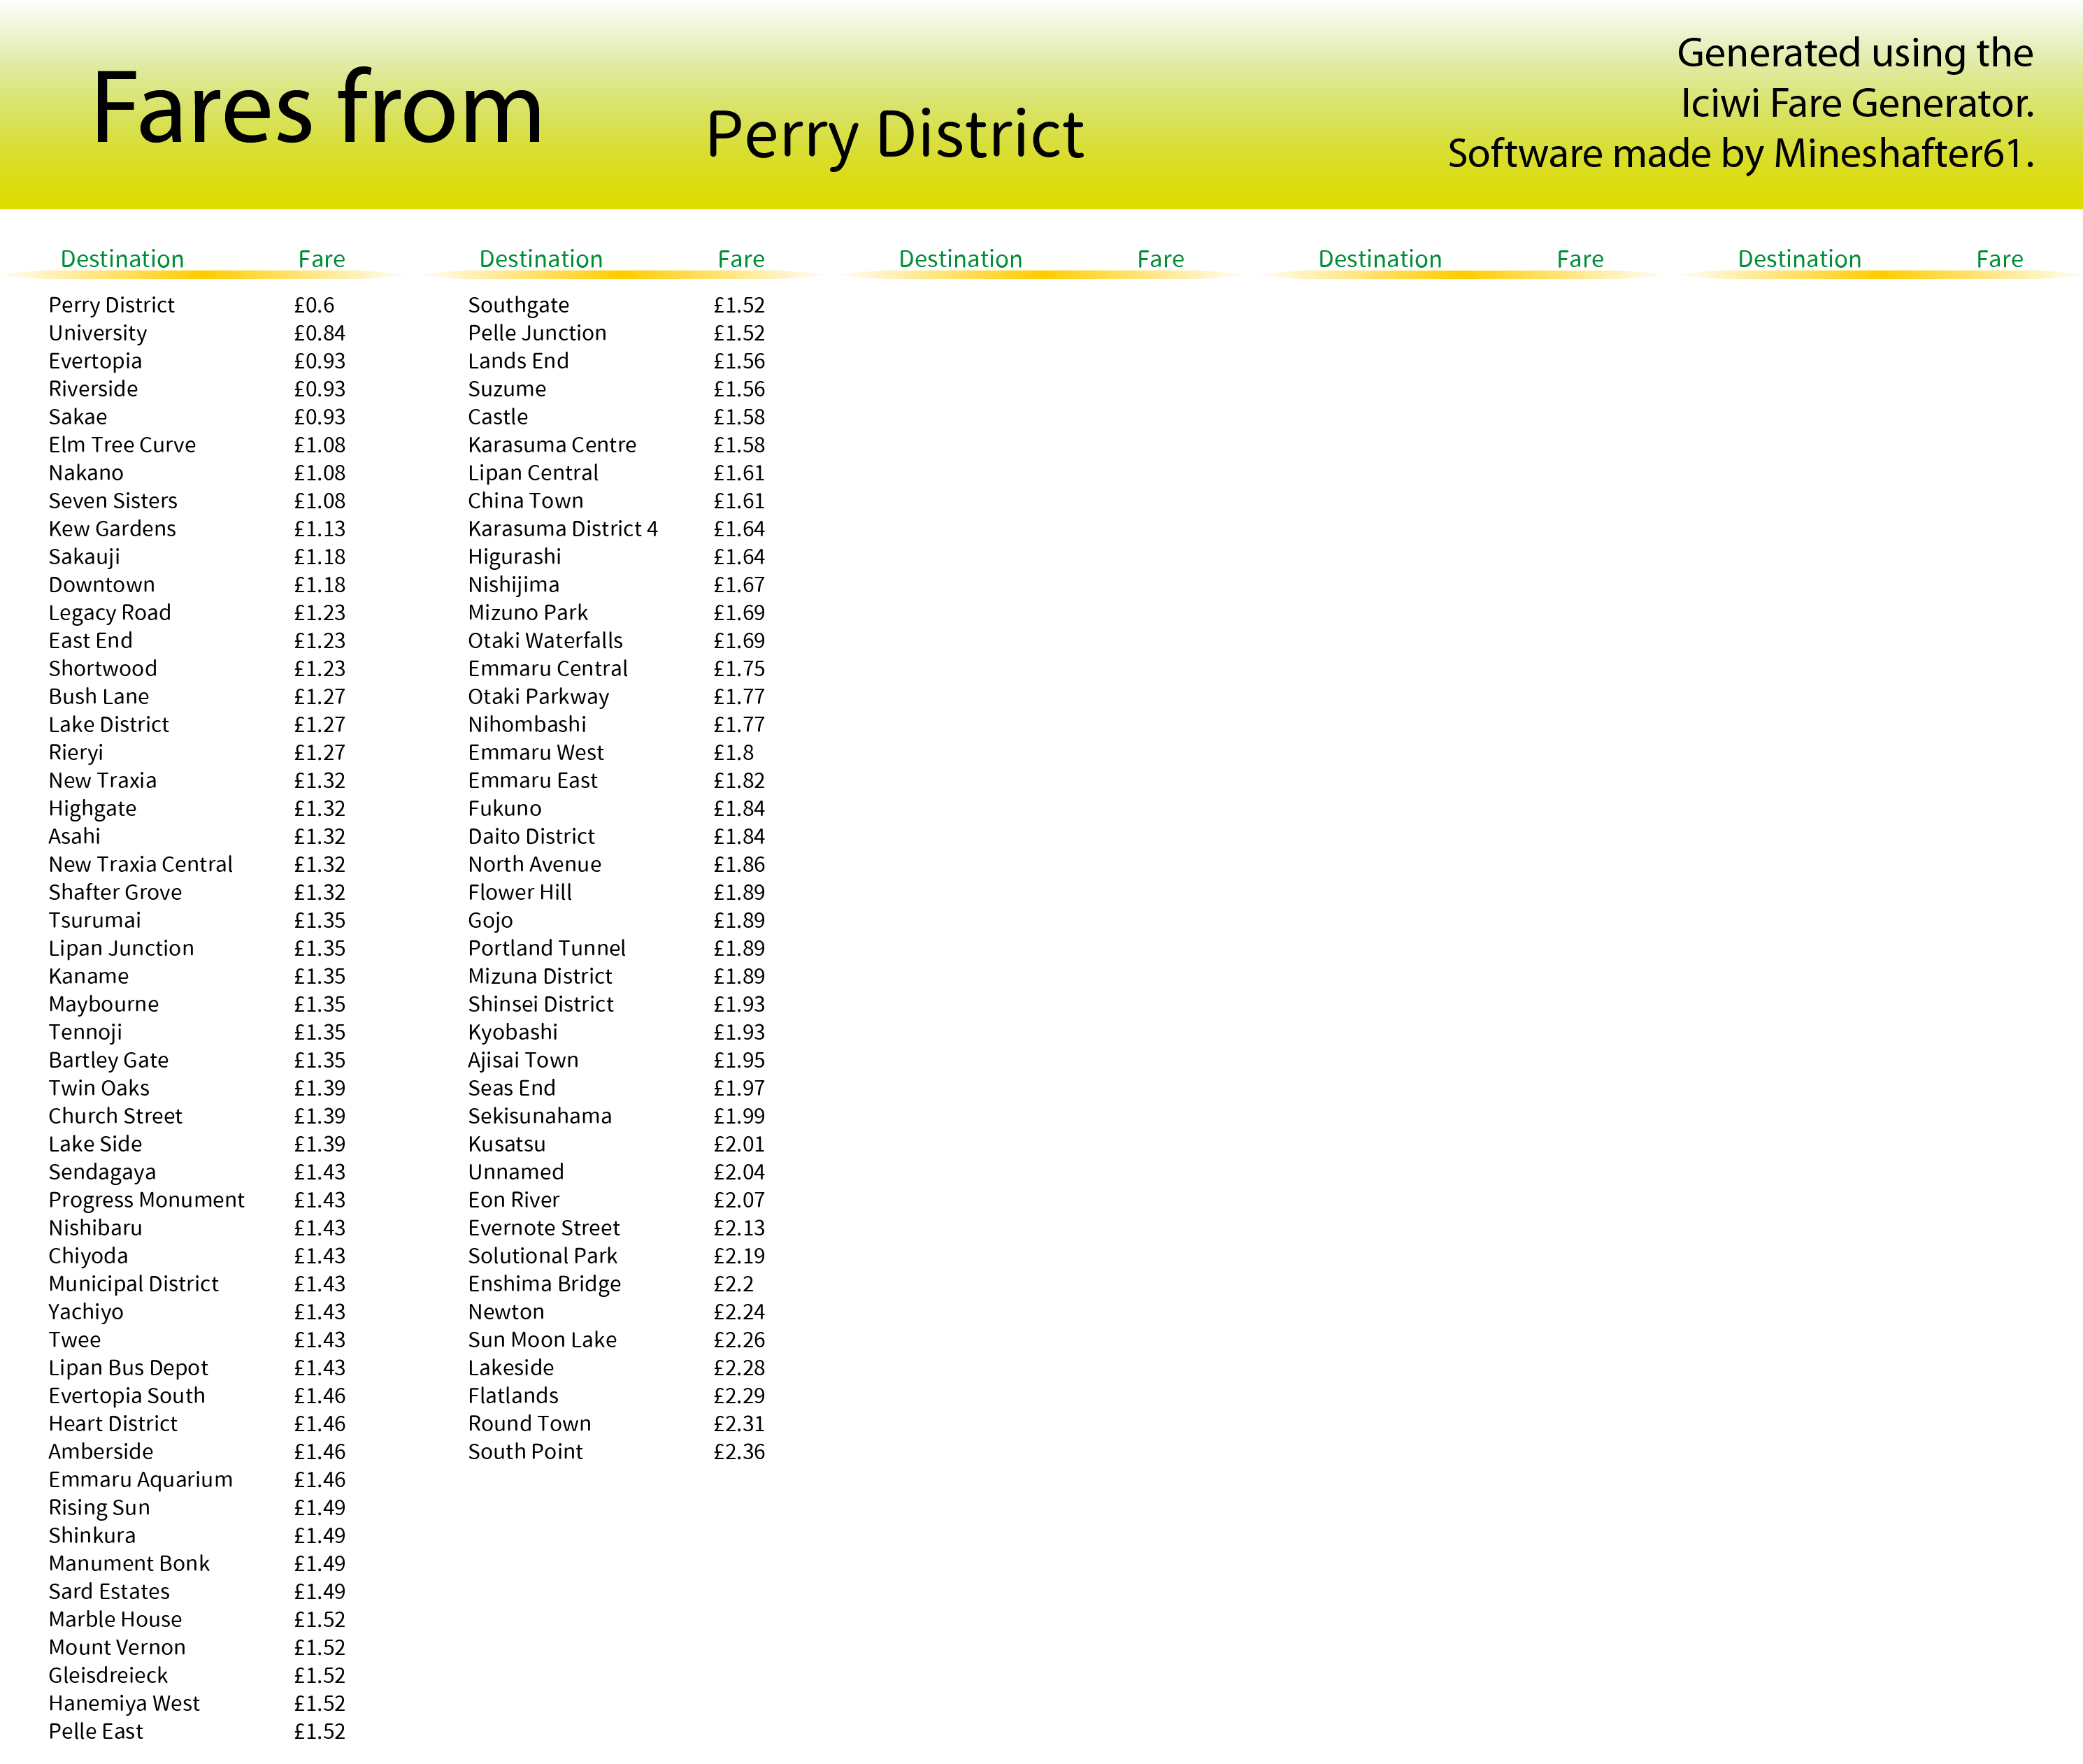 Fares from Perry District
Generated using the
Iciwi Fare Generator.
Software made by Mineshafter61.
Destination Fare
Perry District £0.6
University £0.84
Evertopia £0.93
Riverside £0.93
Sakae £0.93
Elm Tree Curve £1.08
Nakano £1.08
Seven Sisters £1.08
Kew Gardens £1.13
Sakauji £1.18
Downtown £1.18
Legacy Road £1.23
East End £1.23
Shortwood £1.23
Bush Lane £1.27
Lake District £1.27
Rieryi £1.27
New Traxia £1.32
Highgate £1.32
Asahi £1.32
New Traxia Central £1.32
Shafter Grove £1.32
Tsurumai £1.35
Lipan Junction £1.35
Kaname £1.35
Maybourne £1.35
Tennoji £1.35
Bartley Gate £1.35
Twin Oaks £1.39
Church Street £1.39
Lake Side £1.39
Sendagaya £1.43
Progress Monument £1.43
Nishibaru £1.43
Chiyoda £1.43
Municipal District £1.43
Yachiyo £1.43
Twee £1.43
Lipan Bus Depot £1.43
Evertopia South £1.46
Heart District £1.46
Amberside £1.46
Emmaru Aquarium £1.46
Rising Sun £1.49
Shinkura £1.49
Manument Bonk £1.49
Sard Estates £1.49
Marble House £1.52
Mount Vernon £1.52
Gleisdreieck £1.52
Hanemiya West £1.52
Pelle East £1.52
Destination Fare
Southgate £1.52
Pelle Junction £1.52
Lands End £1.56
Suzume £1.56
Castle £1.58
Karasuma Centre £1.58
Lipan Central £1.61
China Town £1.61
Karasuma District 4 £1.64
Higurashi £1.64
Nishijima £1.67
Mizuno Park £1.69
Otaki Waterfalls £1.69
Emmaru Central £1.75
Otaki Parkway £1.77
Nihombashi £1.77
Emmaru West £1.8
Emmaru East £1.82
Fukuno £1.84
Daito District £1.84
North Avenue £1.86
Flower Hill £1.89
Gojo £1.89
Portland Tunnel £1.89
Mizuna District £1.89
Shinsei District £1.93
Kyobashi £1.93
Ajisai Town £1.95
Seas End £1.97
Sekisunahama £1.99
Kusatsu £2.01
Unnamed £2.04
Eon River £2.07
Evernote Street £2.13
Solutional Park £2.19
Enshima Bridge £2.2
Newton £2.24
Sun Moon Lake £2.26
Lakeside £2.28
Flatlands £2.29
Round Town £2.31
South Point £2.36
Destination Fare
Destination Fare
Destination Fare